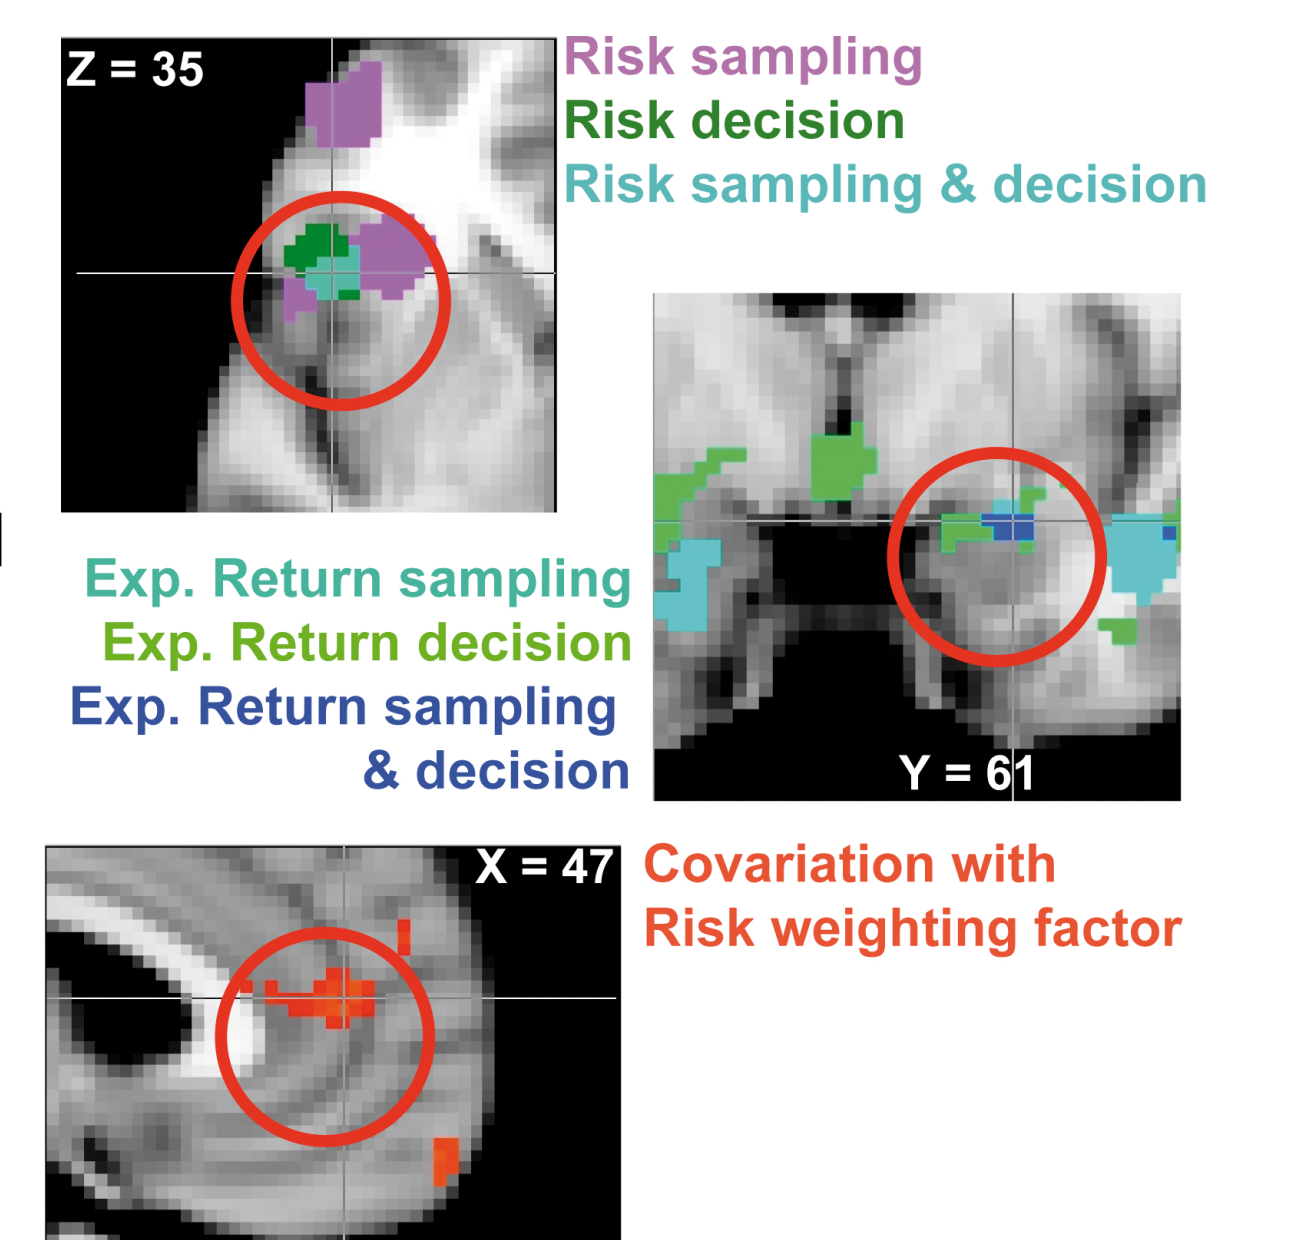 Z = 35
Risk sampling
Risk decision
Risk sampling & decision
Exp. Return sampling
Exp. Return decision
Exp. Return sampling
& decision
Y = 61
X = 47
Covariation with
Risk weighting factor